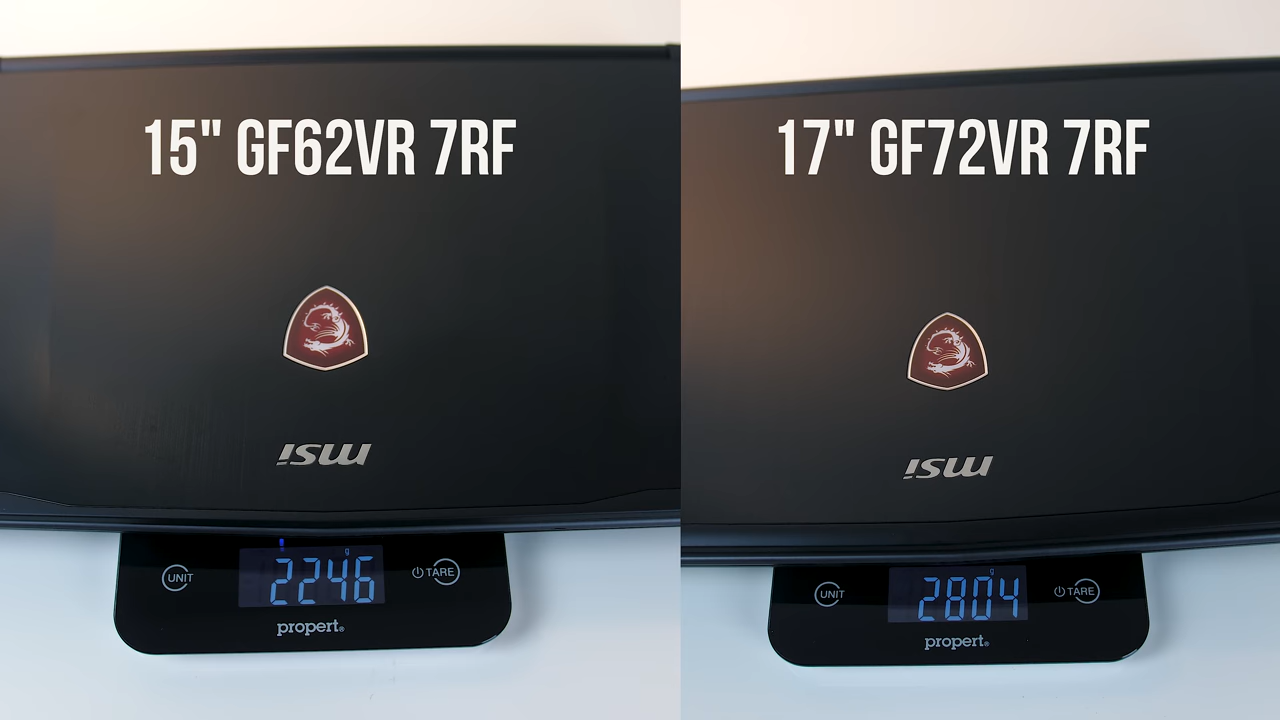 15" GF62VR 7RF
msi
UNIT
g
2246
TARE
propert®
17" GF72VR 7RF
msi
UNIT
g
2804
TARE
propert®